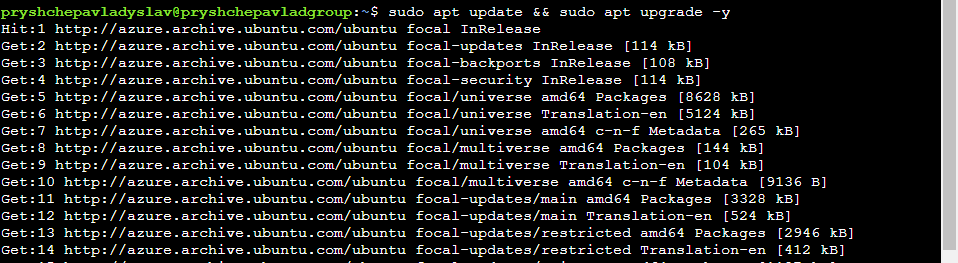 pryshchepavladyslav@pryshchepavladgroup:~$ sudo apt update && sudo apt upgrade -y
Hit:1 http://azure.archive.ubuntu.com/ubuntu focal InRelease
Get:2 http://azure.archive.ubuntu.com/ubuntu focal-updates InRelease [114 kB]
Get:3 http://azure.archive.ubuntu.com/ubuntu focal-backports InRelease [108 kB]
Get:4 http://azure.archive.ubuntu.com/ubuntu focal-security InRelease [114 kB]
Get:5 http://azure.archive.ubuntu.com/ubuntu focal/universe amd64 Packages [8628 kB]
Get:6 http://azure.archive.ubuntu.com/ubuntu focal/universe Translation-en [5124 kB]
Get:7 http://azure.archive.ubuntu.com/ubuntu focal/universe amd64 c-n-f Metadata [265 kB]
Get:8 http://azure.archive.ubuntu.com/ubuntu focal/multiverse amd64 Packages [144 kB]
Get:9 http://azure.archive.ubuntu.com/ubuntu focal/multiverse Translation-en [104 kB]
Get:10 http://azure.archive.ubuntu.com/ubuntu focal/multiverse amd64 c-n-f Metadata [9136 B]
Get:11 http://azure.archive.ubuntu.com/ubuntu focal-updates/main amd64 Packages [3328 kB]
Get:12 http://azure.archive.ubuntu.com/ubuntu focal-updates/main Translation-en [524 kB]
Get:13 http://azure.archive.ubuntu.com/ubuntu focal-updates/restricted amd64 Packages [2946 kB]
Get:14 http://azure.archive.ubuntu.com/ubuntu focal-updates/restricted Translation-en [412 kB]